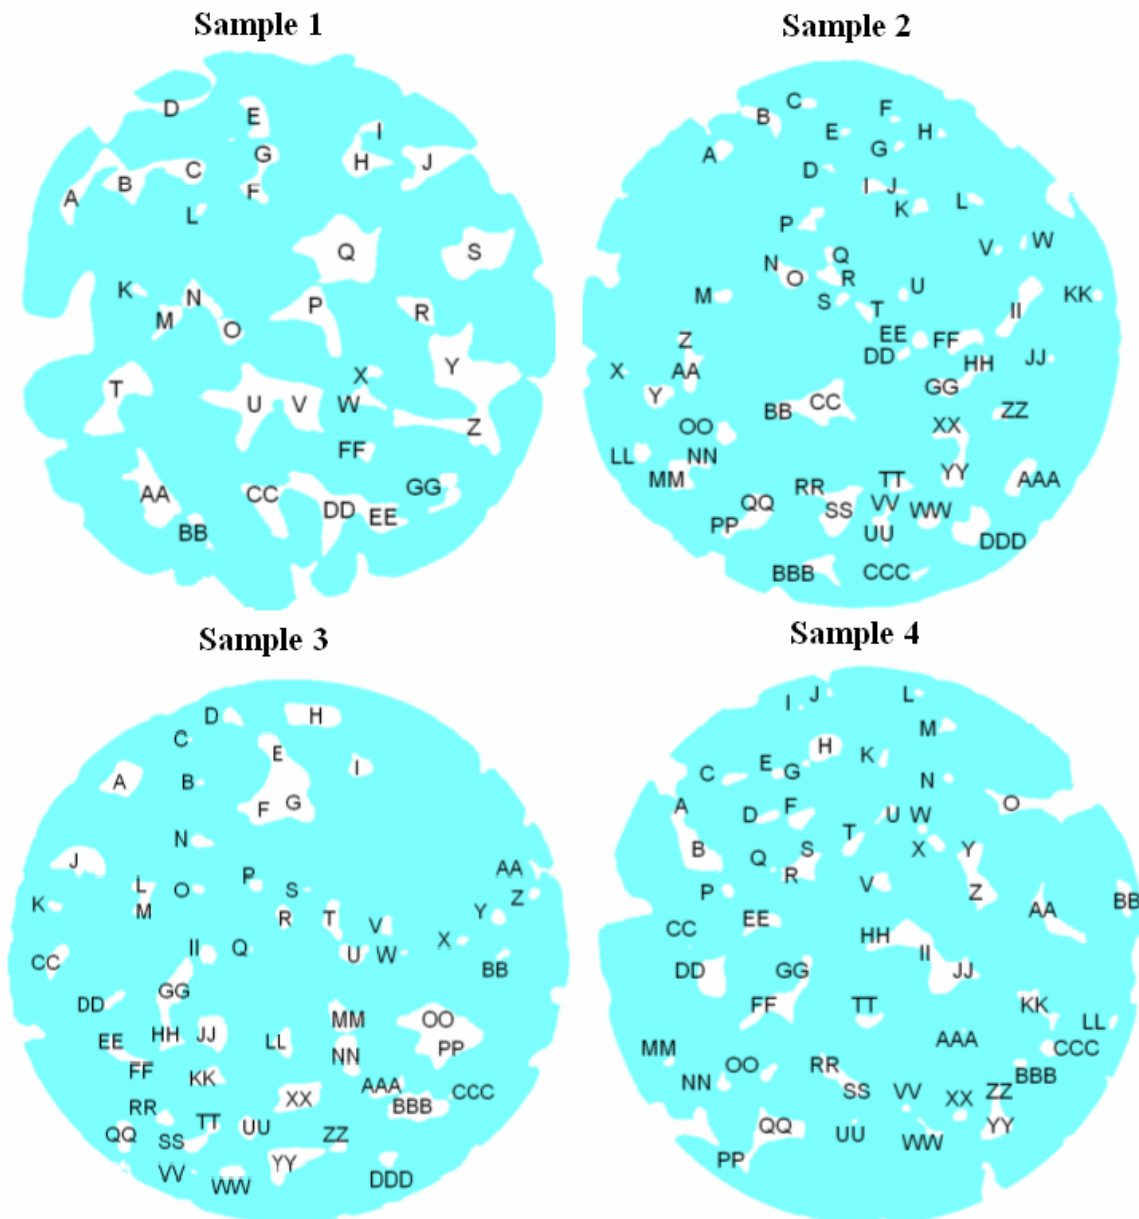 Sample 1
D
E
I
G
H
J
C
B
F
A
L
Q
S
K
N
P
M
R
O
Y
X
T
U
V
W
Z
FF
GG
AA
CC
DD
EE
BB
Sample 2
C
F
B
E
H
G
A
D
I
J
L
K
P
W
V
Q
N
O
R
U
M
S
KK
T
II
EE
Z
FF
DD
JJ
HH
X
AA
GG
Y
CC
BB
ZZ
OO
XX
LL
NN
YY
MM
TT
AAA
RR
QQ
VV
SS
WW
PP
UU
DDD
BBB
CCC
Sample 3
D
H
C
E
I
A
B
G
F
N
J
AA
P
L
O
S
Z
K
M
Y
R
T
V
X
II
Q
U
W
CC
BB
GG
DD
MM
OO
HH
JJ
EE
LL
PP
NN
FF
KK
AAA
CCC
XX
RR
BBB
TT
UU
QQ
SS
ZZ
YY
VV
DDD
WW
Sample 4
L
J
I
M
H
K
E
G
C
N
A
F
O
D
U
W
T
B
S
X
Y
Q
R
V
P
Z
BB
AA
EE
CC
HH
II
DD
GG
JJ
FF
TT
KK
LL
AAA
MM
CCC
OO
RR
BBB
NN
SS
VV
ZZ
XX
QQ
YY
UU
WW
PP